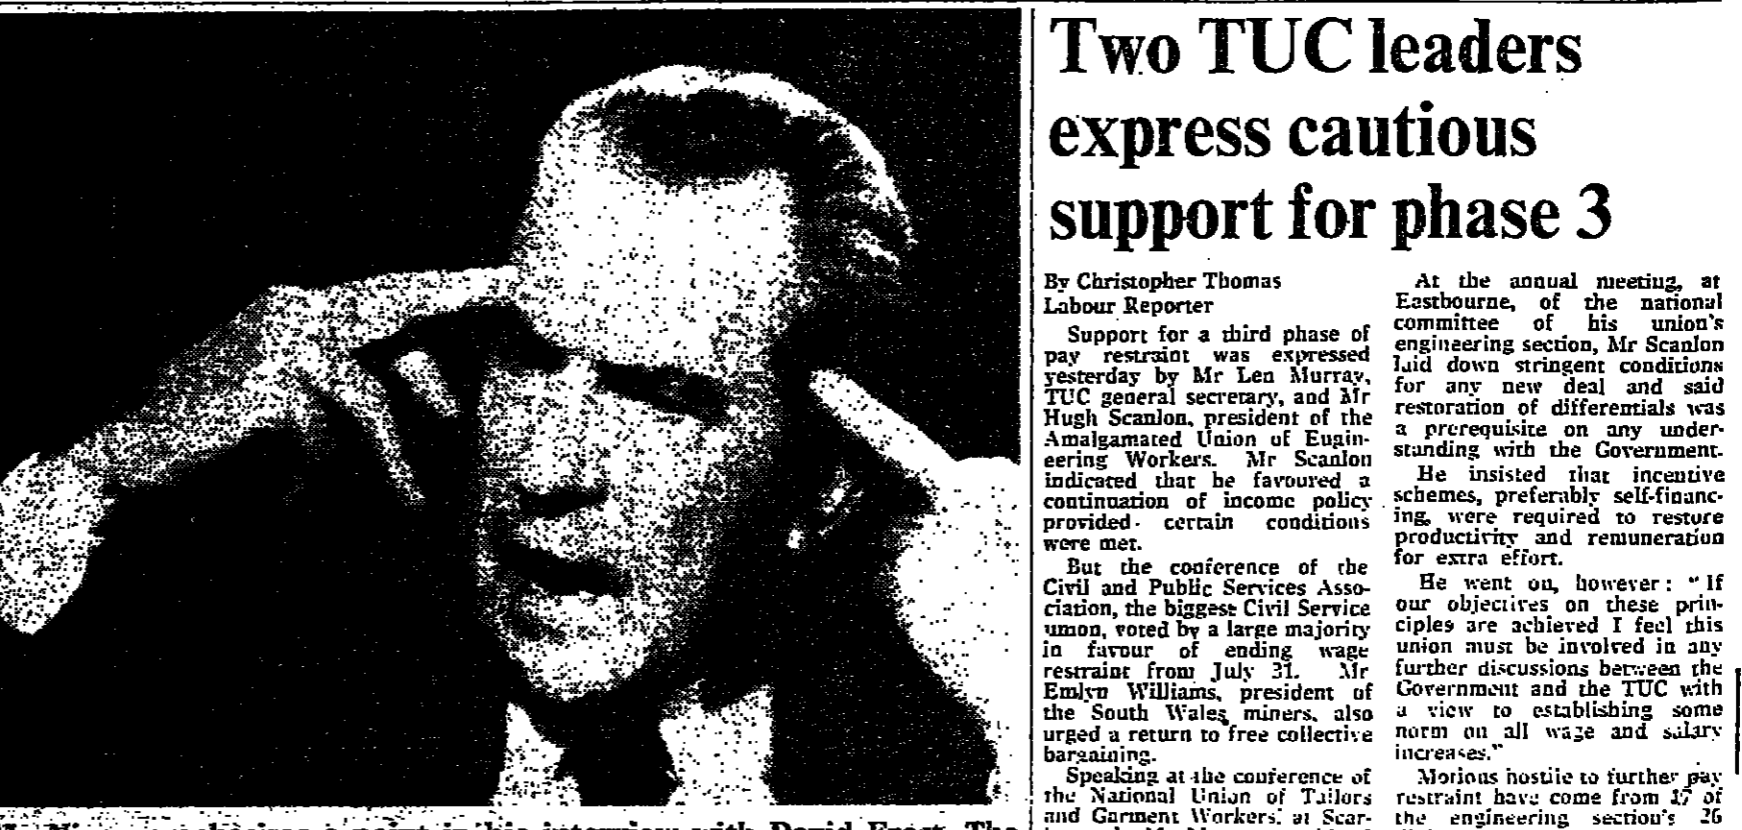 Two TUC leaders
express cautious
support for phase 3
By Christopher Thomas
Labour Reporter
Support for a third phase of
pay restraint was expressed
yesterday by Mr Len Murray,
TUC general secretary, and Mr
Hugh Scanlon, president of the
Amalgamated Union of Engin-
eering Workers. Mr Scanlon
indicated that he favoured a
continuation of income policy
provided certain conditions
were met.
But the conference of the
Civil and Public Services Asso-
ciation, the biggest Civil Service
union, voted by a large majority
in favour of ending wage
restraint from July 31. Mr
Emlyn Williams, president of
the South Wales miners, also
urged a return to free collective
bargaining.
Speaking at the conference of
the National Union of Tailors
and Garment Workers, at Scar-
At the annual meeting, at
Eastbourne, of the national
committee of his union's
engineering section, Mr Scanlon
laid down stringent conditions
for any new deal and said
restoration of differentials was
a prerequisite on any under-
standing with the Government.
He insisted that incentive
schemes, preferably self-financ-
ing, were required to restore
productivity and remuneration
for extra effort.
He went on, however: "If
our objectives on these prin-
ciples are achieved I feel this
union must be involved in any
further discussions between the
Government and the TUC with
a view to establishing some
norm on all wage and salary
increases."
Motions hostile to further pay
restraint have come from 17 of
the engineering section's 26
a point in his interview with David Frost. The